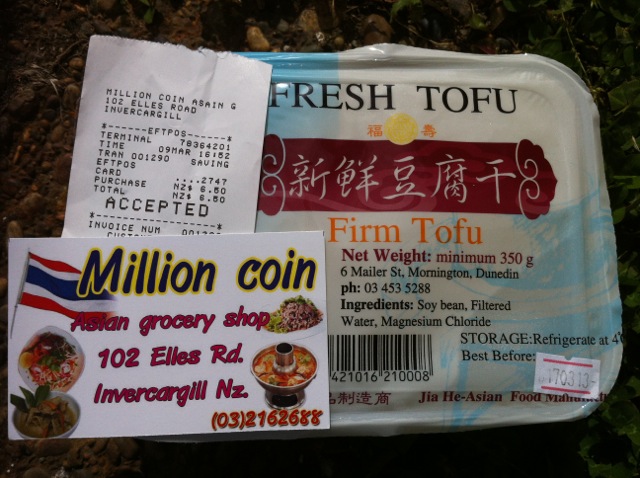 MILLION COIN ASAIN G
102 ELLES ROAD
INVERCARGILL
*-------EFTPOS-------*
TERMINAL 78364201
TIME 09MAR 16:52
TRAN 001290 SAVING
EFTPOS
CARD ....2747
PURCHASE NZ$ 6.50
TOTAL NZ$ 6.50
ACCEPTED
INVOICE NUM
Million coin
Asian grocery shop
102 Elles Rd.
Invercargill Nz.
(03)2162688
FRESH TOFU
福 壽
新鮮豆腐干
Firm Tofu
Net Weight: minimum 350 g
6 Mailer St, Mornington, Dunedin
ph: 03 453 5288
Ingredients: Soy bean, Filtered
Water, Magnesium Chloride
STORAGE:Refrigerate at 4
Best Before:
421016 210008
品制造商 Jia He-Asian Food